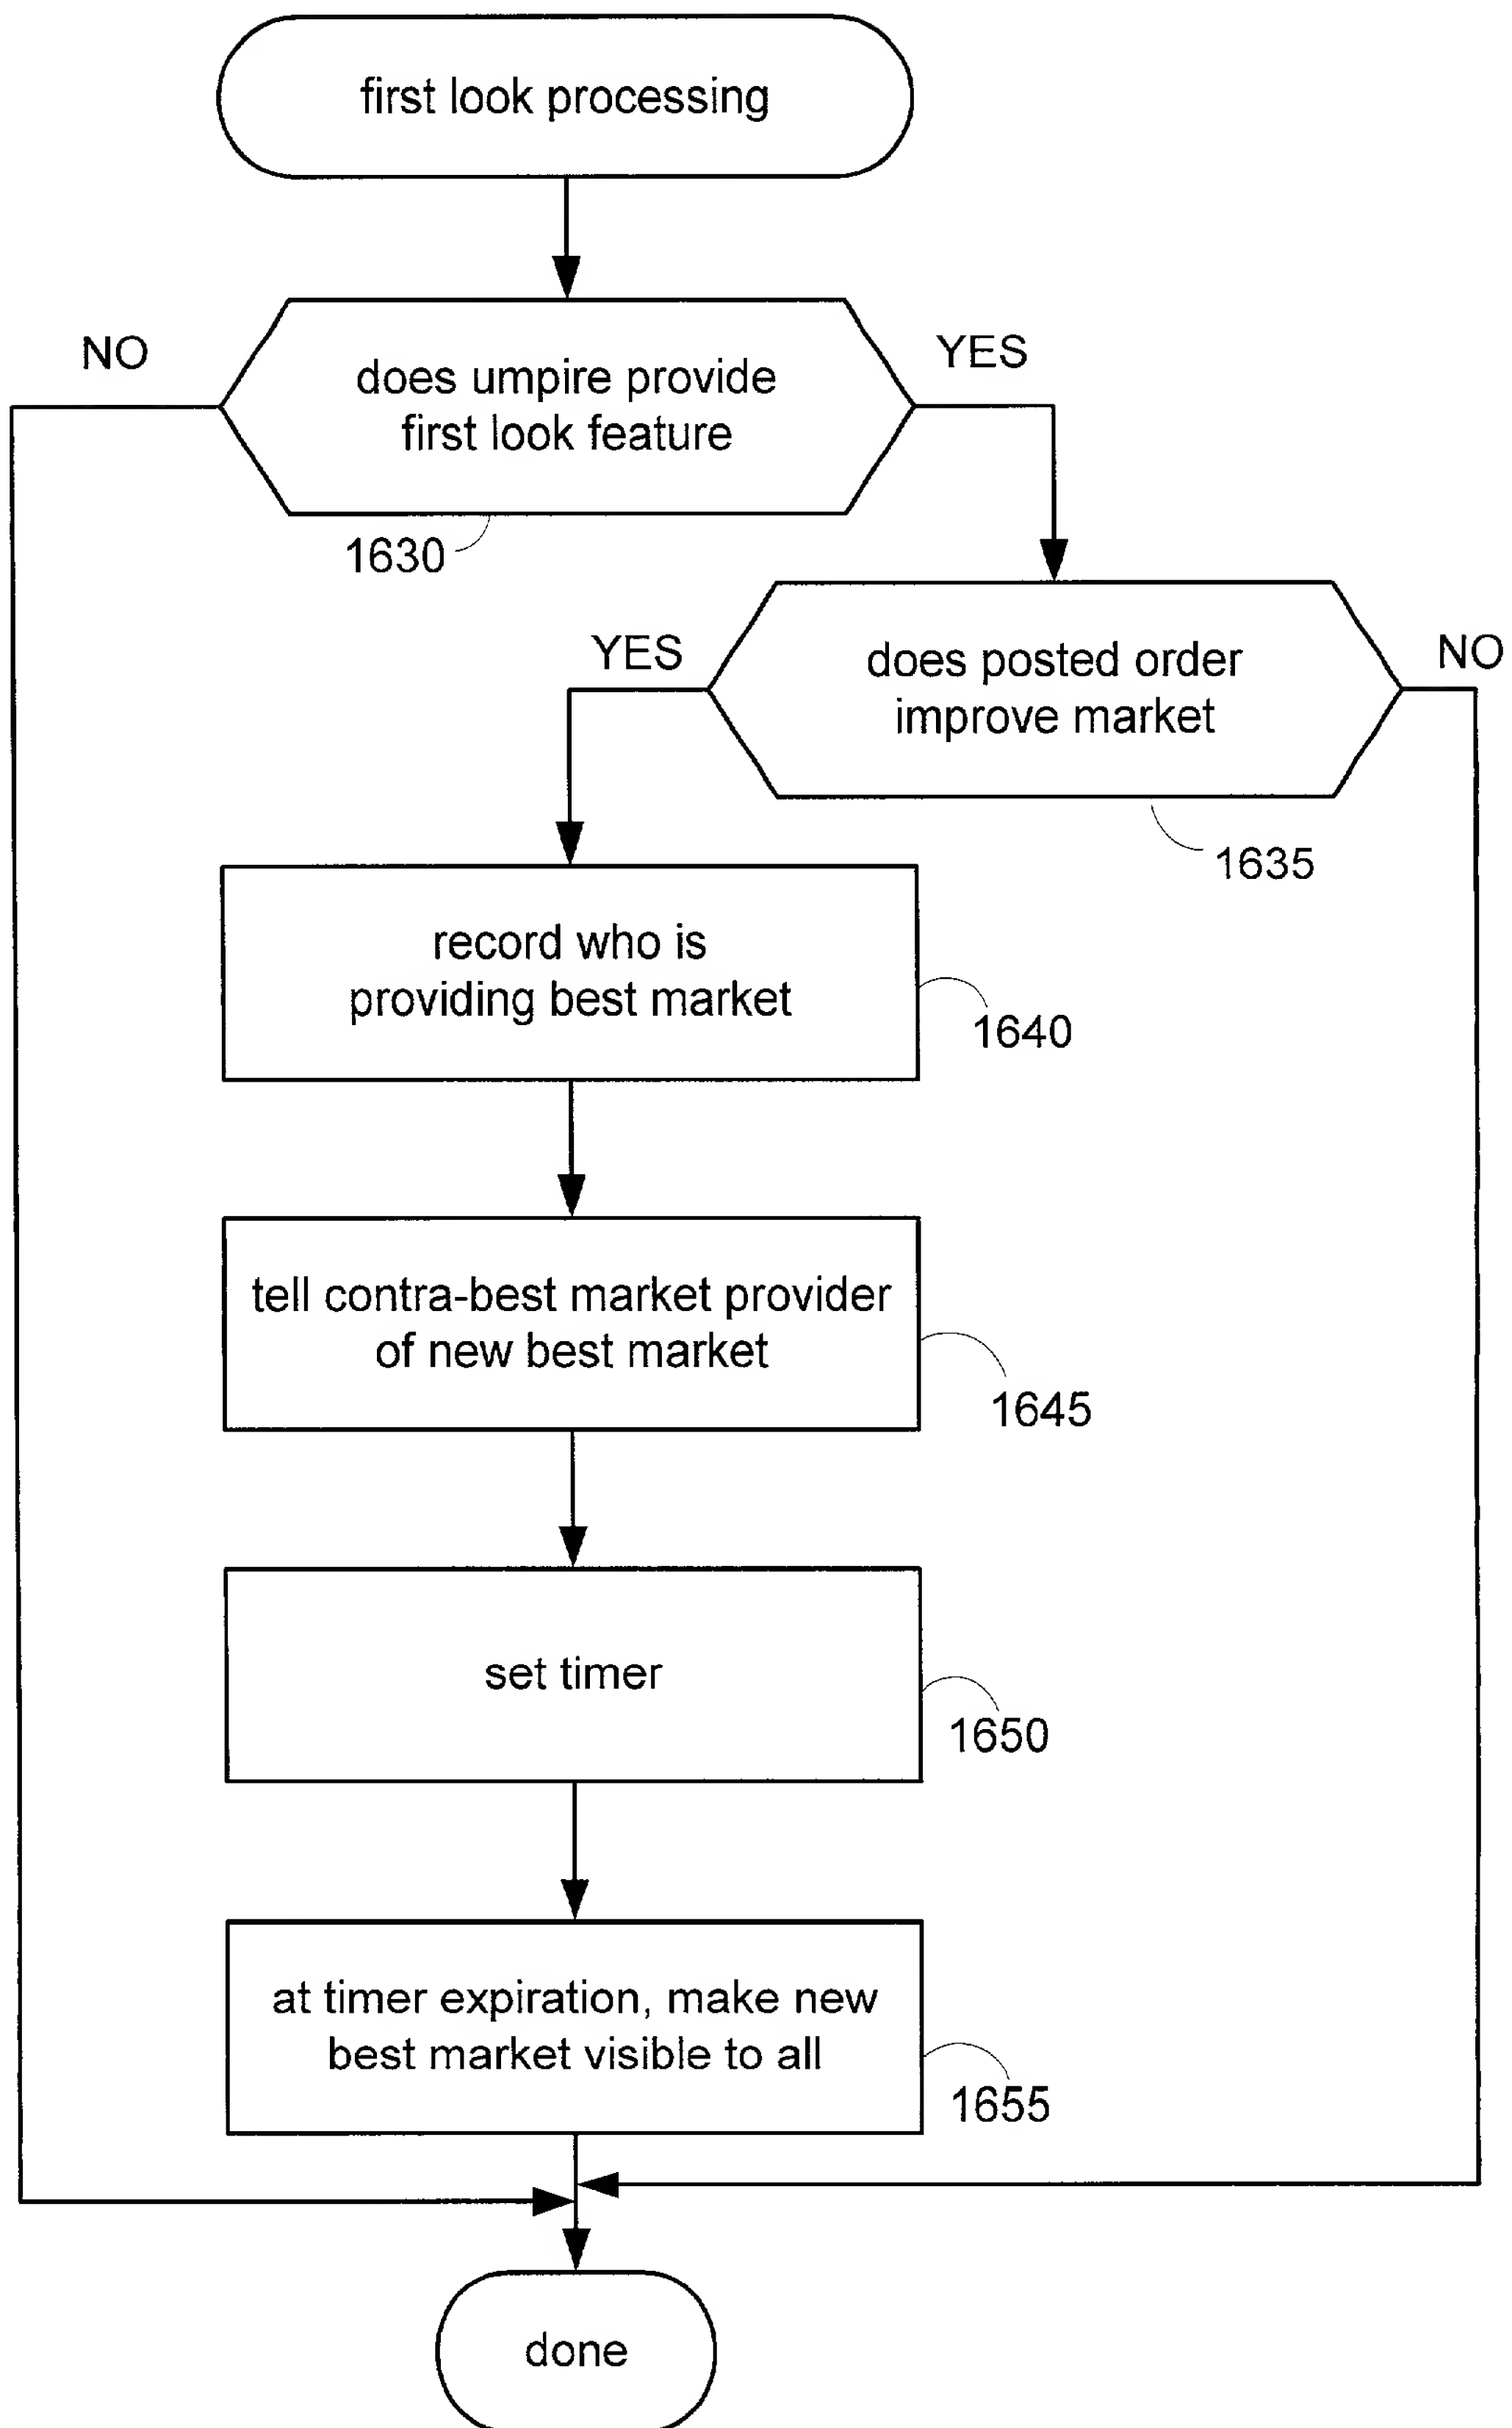 first look processing
NO
YES
does umpire provide
first look feature
1630
YES
NO
does posted order
improve market
1635
record who is
providing best market
1640
tell contra-best market provider
of new best market
1645
set timer
1650
at timer expiration, make new
best market visible to all
1655
done